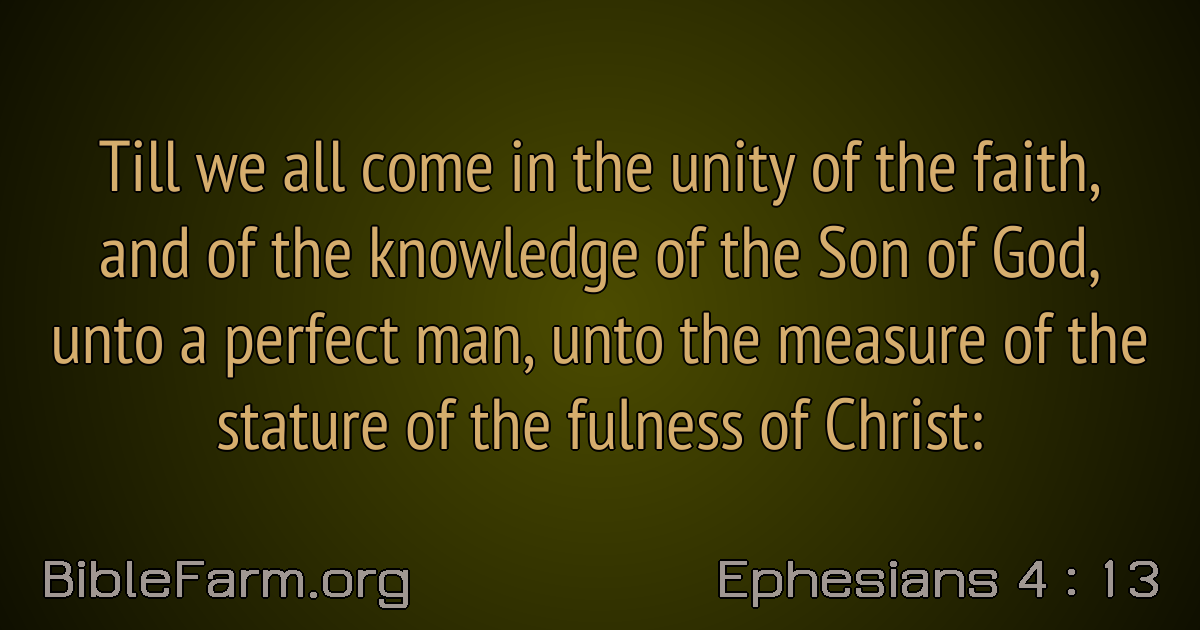 Till we all come in the unity of the faith,
and of the knowledge of the Son of God,
unto a perfect man, unto the measure of the
stature of the fulness of Christ:
BibleFarm.org
Ephesians 4 : 13